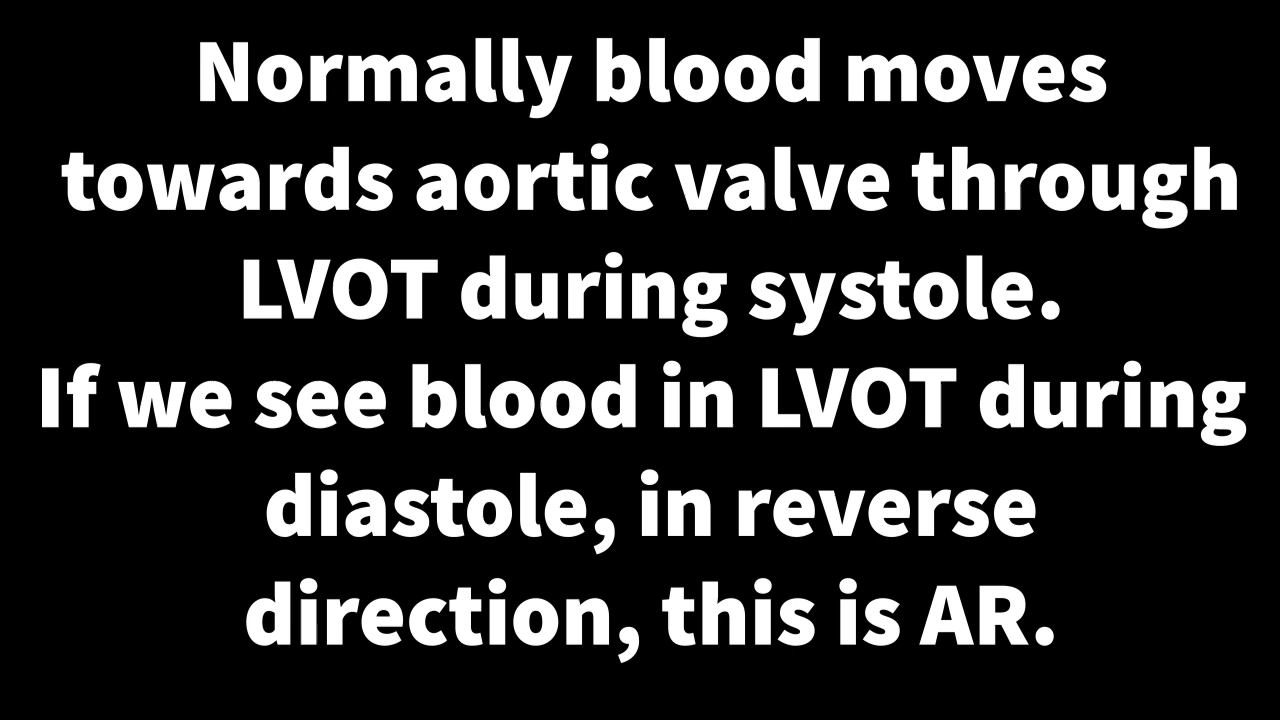 Normally blood moves
towards aortic valve through
LVOT during systole.
If we see blood in LVOT during
diastole, in reverse
direction, this is AR.